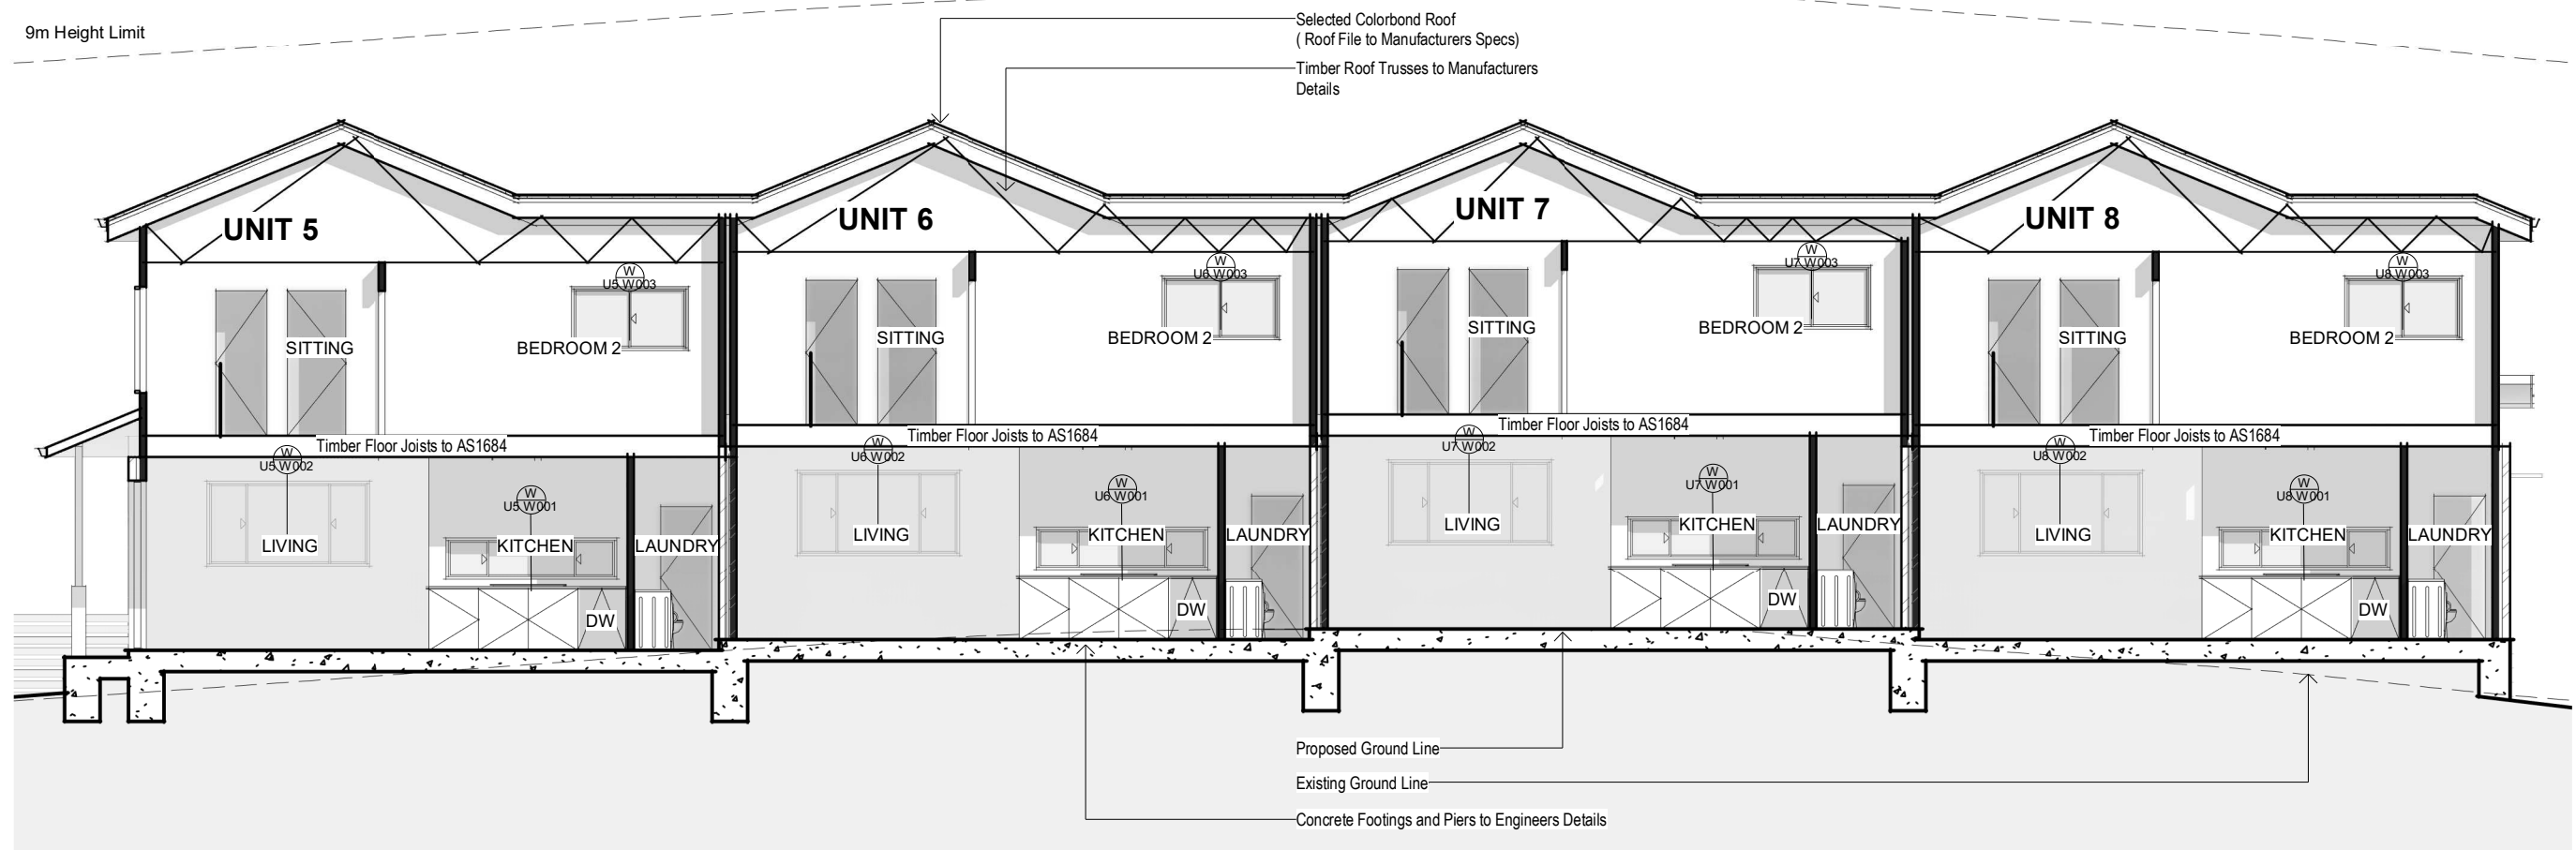 9m Height Limit
Selected Colorbond Roof
( Roof File to Manufacturers Specs)
Timber Roof Trusses to Manufacturers
Details
UNIT 5
UNIT 6
UNIT 7
UNIT 8
W
U5 W003
W
U6 W003
W
U7 W003
W
U8 W003
SITTING
BEDROOM 2
SITTING
BEDROOM 2
SITTING
BEDROOM 2
SITTING
BEDROOM 2
Timber Floor Joists to AS1684
Timber Floor Joists to AS1684
Timber Floor Joists to AS1684
Timber Floor Joists to AS1684
W
U5 W002
W
U6 W002
W
U7 W002
W
U8 W002
W
U5 W001
W
U6 W001
W
U7 W001
W
U8 W001
LIVING
KITCHEN
LAUNDRY
LIVING
KITCHEN
LAUNDRY
LIVING
KITCHEN
LAUNDRY
LIVING
KITCHEN
LAUNDRY
DW
DW
DW
DW
Proposed Ground Line
Existing Ground Line
Concrete Footings and Piers to Engineers Details